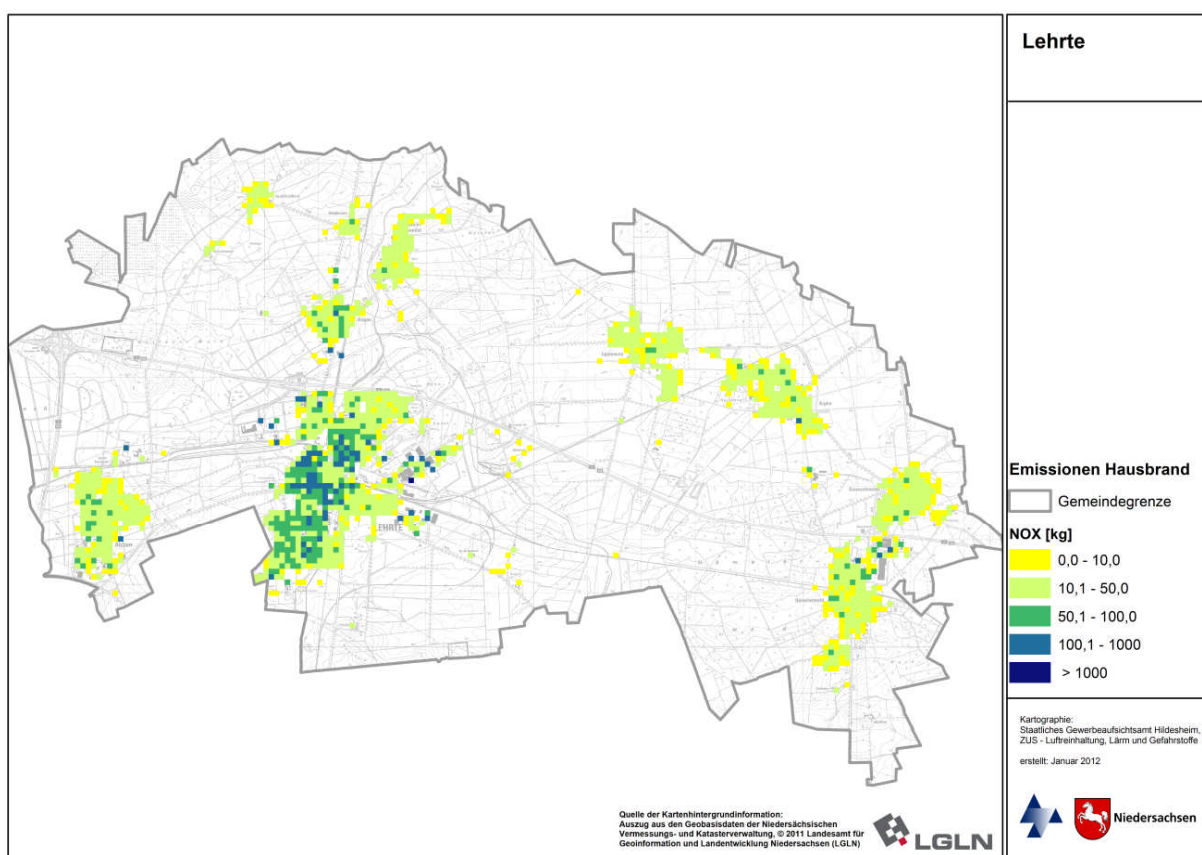 Lehrte
LEHRTE
Emissionen Hausbrand
Gemeindegrenze
NOX [kg]
0,0 - 10,0
10,1 - 50,0
50,1 - 100,0
100,1 - 1000
> 1000
Kartographie:
Staatliches Gewerbeaufsichtsamt Hildesheim,
ZUS - Luftreinhaltung, Lärm und Gefahrstoffe
erstellt: Januar 2012
Niedersachsen
Quelle der Kartenhintergrundinformation:
Auszug aus den Geobasisdaten der Niedersächsischen
Vermessungs- und Katasterverwaltung, © 2011 Landesamt für
Geoinformation und Landentwicklung Niedersachsen (LGLN)
LGLN